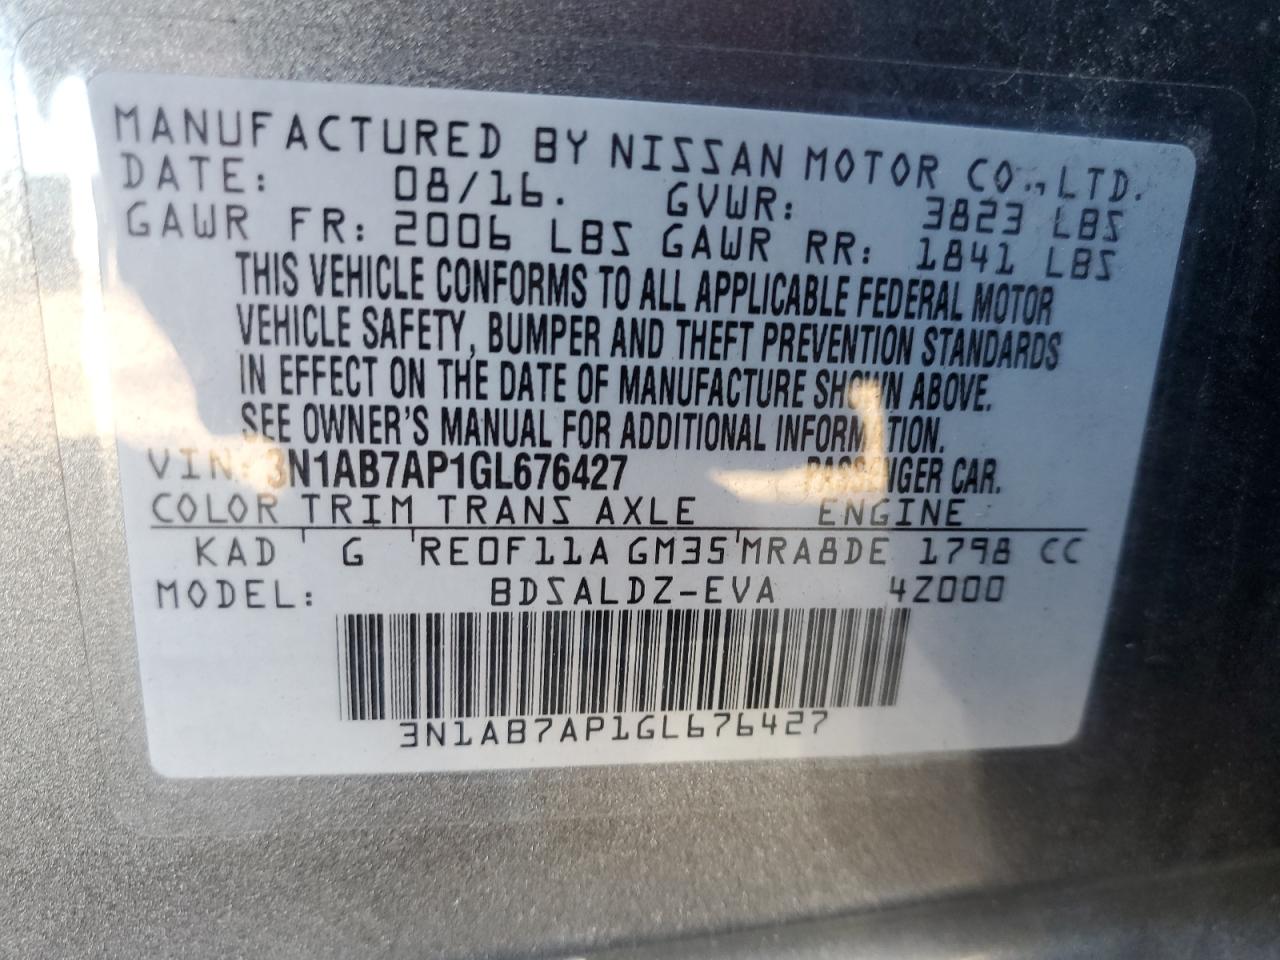 MANUFACTURED BY NISSAN MOTOR CO., LTD.
DATE: 08/16. GVWR: 3823 LBS
GAWR FR: 2006 LBS GAWR RR: 1841 LBS
THIS VEHICLE CONFORMS TO ALL APPLICABLE FEDERAL MOTOR
VEHICLE SAFETY, BUMPER AND THEFT PREVENTION STANDARDS
IN EFFECT ON THE DATE OF MANUFACTURE SHOWN ABOVE.
SEE OWNER'S MANUAL FOR ADDITIONAL INFORMATION.
VIN: 3N1AB7AP1GL676427 PASSENGER CAR.
COLOR TRIM TRANS AXLE ENGINE
KAD G RE0F11A GM35 MRA8DE 1798 CC
MODEL: BDSALDZ-EVA 4Z000
3N1AB7AP1GL676427